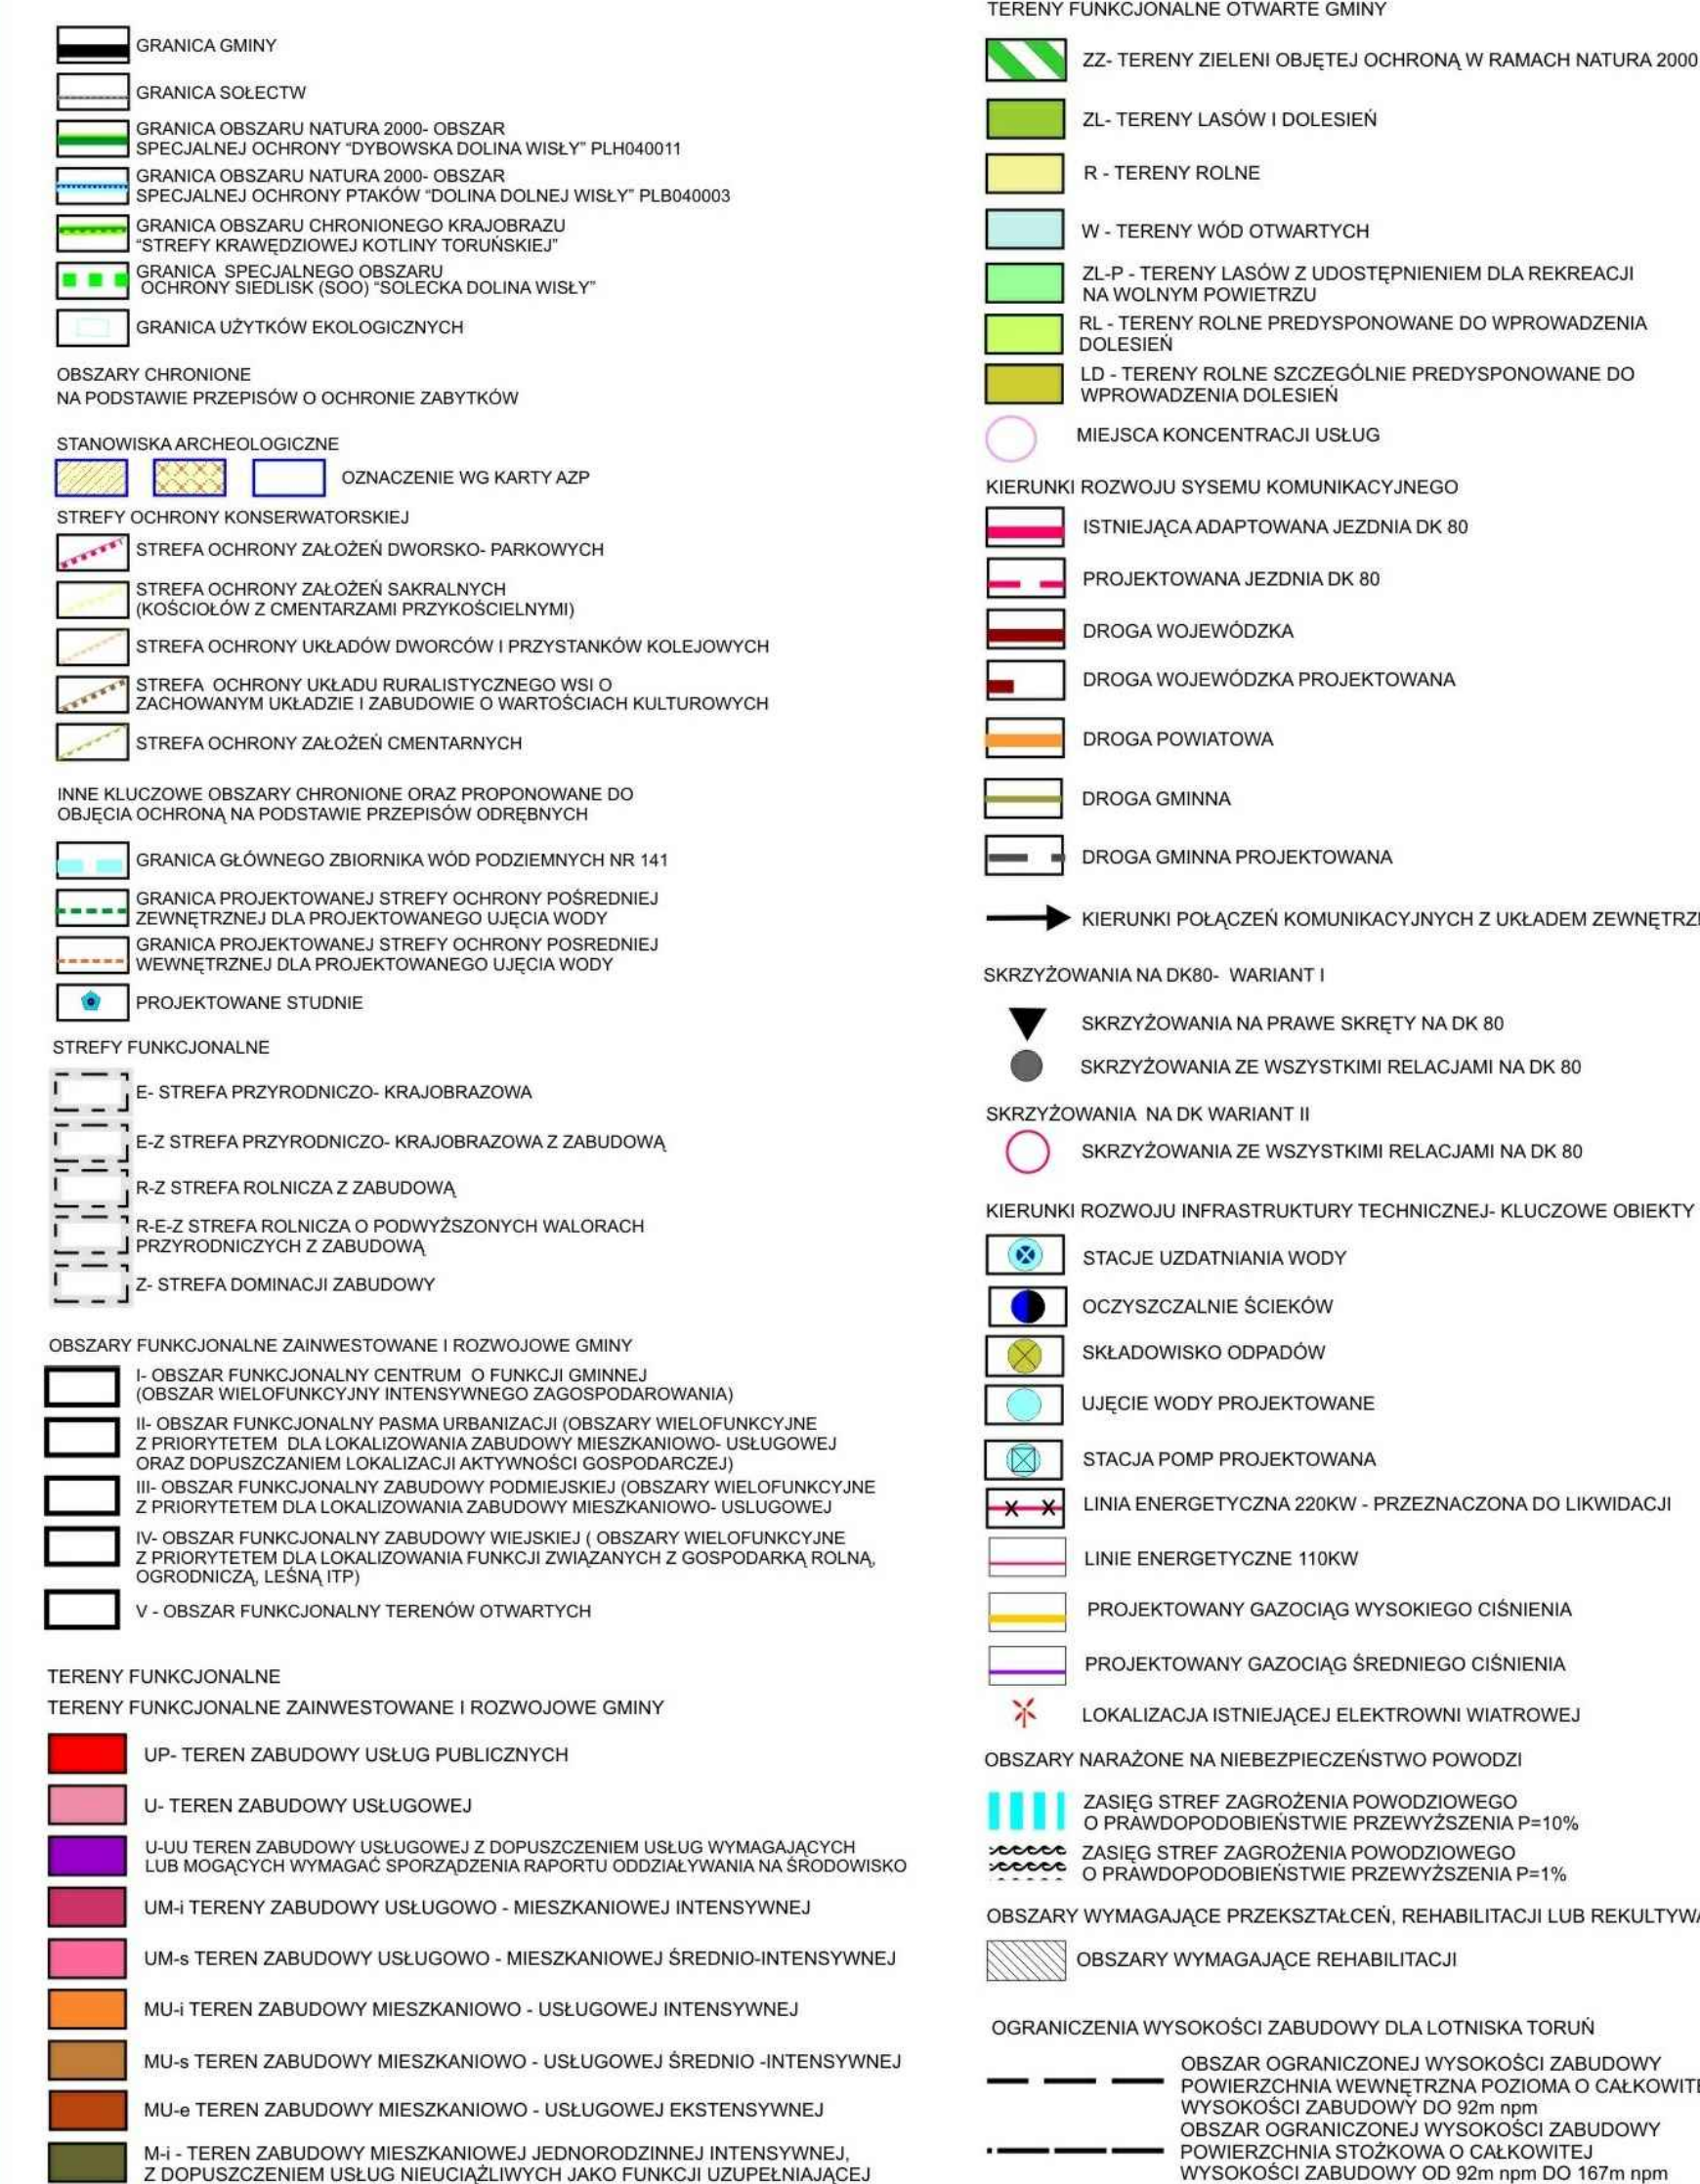 GRANICA GMINY
GRANICA SOŁECTW
GRANICA OBSZARU NATURA 2000- OBSZAR
SPECJALNEJ OCHRONY "DYBOWSKA DOLINA WISŁY" PLH040011
GRANICA OBSZARU NATURA 2000- OBSZAR
SPECJALNEJ OCHRONY PTAKÓW "DOLINA DOLNEJ WISŁY" PLB040003
GRANICA OBSZARU CHRONIONEGO KRAJOBRAZU
"STREFY KRAWĘDZIOWEJ KOTLINY TORUŃSKIEJ"
GRANICA SPECJALNEGO OBSZARU
OCHRONY SIEDLISK (SOO) "SOLECKA DOLINA WISŁY"
GRANICA UŻYTKÓW EKOLOGICZNYCH
OBSZARY CHRONIONE
NA PODSTAWIE PRZEPISÓW O OCHRONIE ZABYTKÓW
STANOWISKA ARCHEOLOGICZNE
OZNACZENIE WG KARTY AZP
STREFY OCHRONY KONSERWATORSKIEJ
STREFA OCHRONY ZAŁOŻEŃ DWORSKO- PARKOWYCH
STREFA OCHRONY ZAŁOŻEŃ SAKRALNYCH
(KOŚCIOŁÓW Z CMENTARZAMI PRZYKOŚCIELNYMI)
STREFA OCHRONY UKŁADÓW DWORCÓW I PRZYSTANKÓW KOLEJOWYCH
STREFA OCHRONY UKŁADU RURALISTYCZNEGO WSI O
ZACHOWANYM UKŁADZIE I ZABUDOWIE O WARTOŚCIACH KULTUROWYCH
STREFA OCHRONY ZAŁOŻEŃ CMENTARNYCH
INNE KLUCZOWE OBSZARY CHRONIONE ORAZ PROPONOWANE DO
OBJĘCIA OCHRONĄ NA PODSTAWIE PRZEPISÓW ODRĘBNYCH
GRANICA GŁÓWNEGO ZBIORNIKA WÓD PODZIEMNYCH NR 141
GRANICA PROJEKTOWANEJ STREFY OCHRONY POŚREDNIEJ
ZEWNĘTRZNEJ DLA PROJEKTOWANEGO UJĘCIA WODY
GRANICA PROJEKTOWANEJ STREFY OCHRONY POSREDNIEJ
WEWNĘTRZNEJ DLA PROJEKTOWANEGO UJĘCIA WODY
PROJEKTOWANE STUDNIE
STREFY FUNKCJONALNE
E- STREFA PRZYRODNICZO- KRAJOBRAZOWA
E-Z STREFA PRZYRODNICZO- KRAJOBRAZOWA Z ZABUDOWĄ
R-Z STREFA ROLNICZA Z ZABUDOWĄ
R-E-Z STREFA ROLNICZA O PODWYŻSZONYCH WALORACH
PRZYRODNICZYCH Z ZABUDOWĄ
Z- STREFA DOMINACJI ZABUDOWY
OBSZARY FUNKCJONALNE ZAINWESTOWANE I ROZWOJOWE GMINY
I- OBSZAR FUNKCJONALNY CENTRUM O FUNKCJI GMINNEJ
(OBSZAR WIELOFUNKCYJNY INTENSYWNEGO ZAGOSPODAROWANIA)
II- OBSZAR FUNKCJONALNY PASMA URBANIZACJI (OBSZARY WIELOFUNKCYJNE
Z PRIORYTETEM DLA LOKALIZOWANIA ZABUDOWY MIESZKANIOWO- USŁUGOWEJ
ORAZ DOPUSZCZANIEM LOKALIZACJI AKTYWNOŚCI GOSPODARCZEJ)
III- OBSZAR FUNKCJONALNY ZABUDOWY PODMIEJSKIEJ (OBSZARY WIELOFUNKCYJNE
Z PRIORYTETEM DLA LOKALIZOWANIA ZABUDOWY MIESZKANIOWO- USLUGOWEJ
IV- OBSZAR FUNKCJONALNY ZABUDOWY WIEJSKIEJ ( OBSZARY WIELOFUNKCYJNE
Z PRIORYTETEM DLA LOKALIZOWANIA FUNKCJI ZWIĄZANYCH Z GOSPODARKĄ ROLNĄ,
OGRODNICZĄ, LEŚNĄ ITP)
V - OBSZAR FUNKCJONALNY TERENÓW OTWARTYCH
TERENY FUNKCJONALNE
TERENY FUNKCJONALNE ZAINWESTOWANE I ROZWOJOWE GMINY
UP- TEREN ZABUDOWY USŁUG PUBLICZNYCH
U- TEREN ZABUDOWY USŁUGOWEJ
U-UU TEREN ZABUDOWY USŁUGOWEJ Z DOPUSZCZENIEM USŁUG WYMAGAJĄCYCH
LUB MOGĄCYCH WYMAGAĆ SPORZĄDZENIA RAPORTU ODDZIAŁYWANIA NA ŚRODOWISKO
UM-i TERENY ZABUDOWY USŁUGOWO - MIESZKANIOWEJ INTENSYWNEJ
UM-s TEREN ZABUDOWY USŁUGOWO - MIESZKANIOWEJ ŚREDNIO-INTENSYWNEJ
MU-i TEREN ZABUDOWY MIESZKANIOWO - USŁUGOWEJ INTENSYWNEJ
MU-s TEREN ZABUDOWY MIESZKANIOWO - USŁUGOWEJ ŚREDNIO -INTENSYWNEJ
MU-e TEREN ZABUDOWY MIESZKANIOWO - USŁUGOWEJ EKSTENSYWNEJ
M-i - TEREN ZABUDOWY MIESZKANIOWEJ JEDNORODZINNEJ INTENSYWNEJ,
Z DOPUSZCZENIEM USŁUG NIEUCIĄŻLIWYCH JAKO FUNKCJI UZUPEŁNIAJĄCEJ
TERENY FUNKCJONALNE OTWARTE GMINY
ZZ- TERENY ZIELENI OBJĘTEJ OCHRONĄ W RAMACH NATURA 2000
ZL- TERENY LASÓW I DOLESIEŃ
R - TERENY ROLNE
W - TERENY WÓD OTWARTYCH
ZL-P - TERENY LASÓW Z UDOSTĘPNIENIEM DLA REKREACJI
NA WOLNYM POWIETRZU
RL - TERENY ROLNE PREDYSPONOWANE DO WPROWADZENIA
DOLESIEŃ
LD - TERENY ROLNE SZCZEGÓLNIE PREDYSPONOWANE DO
WPROWADZENIA DOLESIEŃ
MIEJSCA KONCENTRACJI USŁUG
KIERUNKI ROZWOJU SYSEMU KOMUNIKACYJNEGO
ISTNIEJĄCA ADAPTOWANA JEZDNIA DK 80
PROJEKTOWANA JEZDNIA DK 80
DROGA WOJEWÓDZKA
DROGA WOJEWÓDZKA PROJEKTOWANA
DROGA POWIATOWA
DROGA GMINNA
DROGA GMINNA PROJEKTOWANA
KIERUNKI POŁĄCZEŃ KOMUNIKACYJNYCH Z UKŁADEM
SKRZYŻOWANIA NA DK80- WARIANT I
SKRZYŻOWANIA NA PRAWE SKRĘTY NA DK 80
SKRZYŻOWANIA ZE WSZYSTKIMI RELACJAMI NA DK 80
SKRZYŻOWANIA NA DK WARIANT II
SKRZYŻOWANIA ZE WSZYSTKIMI RELACJAMI NA DK 80
KIERUNKI ROZWOJU INFRASTRUKTURY TECHNICZNEJ- KLUCZOWE OBIEKTY
STACJE UZDATNIANIA WODY
OCZYSZCZALNIE ŚCIEKÓW
SKŁADOWISKO ODPADÓW
UJĘCIE WODY PROJEKTOWANE
STACJA POMP PROJEKTOWANA
LINIA ENERGETYCZNA 220KW - PRZEZNACZONA DO LIKWIDACJI
LINIE ENERGETYCZNE 110KW
PROJEKTOWANY GAZOCIĄG WYSOKIEGO CIŚNIENIA
PROJEKTOWANY GAZOCIĄG ŚREDNIEGO CIŚNIENIA
LOKALIZACJA ISTNIEJĄCEJ ELEKTROWNI WIATROWEJ
OBSZARY NARAŻONE NA NIEBEZPIECZEŃSTWO POWODZI
ZASIĘG STREF ZAGROŻENIA POWODZIOWEGO
O PRAWDOPODOBIEŃSTWIE PRZEWYŻSZENIA P=10%
ZASIĘG STREF ZAGROŻENIA POWODZIOWEGO
O PRAWDOPODOBIEŃSTWIE PRZEWYŻSZENIA P=1%
OBSZARY WYMAGAJĄCE PRZEKSZTAŁCEŃ, REHABILITACJI LUB
OBSZARY WYMAGAJĄCE REHABILITACJI
OGRANICZENIA WYSOKOŚCI ZABUDOWY DLA LOTNISKA TORUŃ
OBSZAR OGRANICZONEJ WYSOKOŚCI ZABUDOWY
POWIERZCHNIA WEWNĘTRZNA POZIOMA O
WYSOKOŚCI ZABUDOWY DO 92m npm
OBSZAR OGRANICZONEJ WYSOKOŚCI ZABUDOWY
POWIERZCHNIA STOŻKOWA O CAŁKOWITEJ
WYSOKOŚCI ZABUDOWY OD 92m npm DO 167m npm